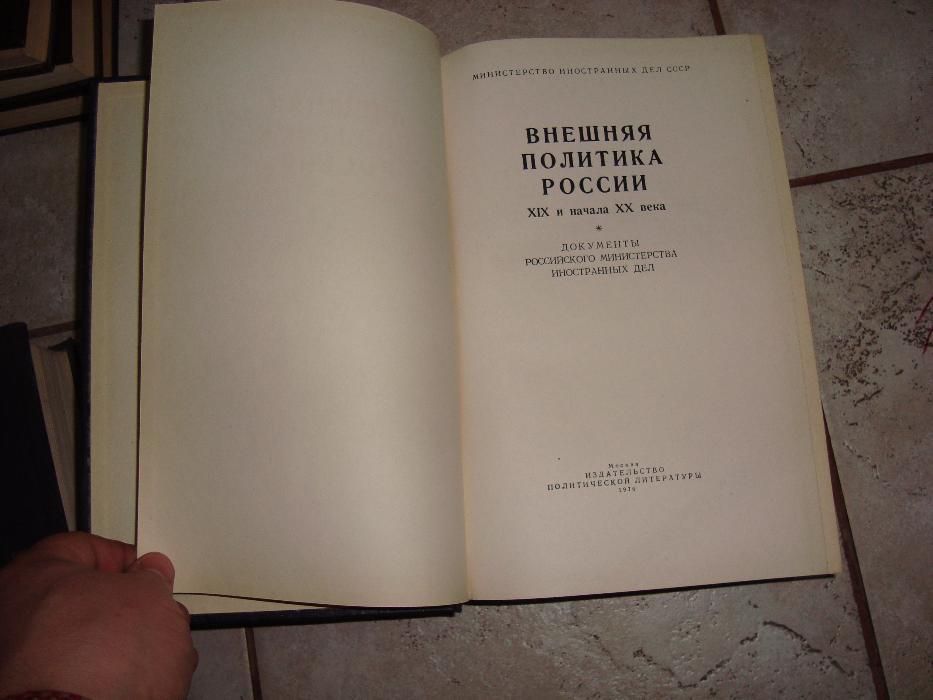 МИНИСТЕРСТВО ИНОСТРАННЫХ ДЕЛ СССР
ВНЕШНЯЯ
ПОЛИТИКА
РОССИИ
XIX и начала XX века
*
ДОКУМЕНТЫ
РОССИЙСКОГО МИНИСТЕРСТВА
ИНОСТРАННЫХ ДЕЛ
Москва
ИЗДАТЕЛЬСТВО
ПОЛИТИЧЕСКОЙ ЛИТЕРАТУРЫ